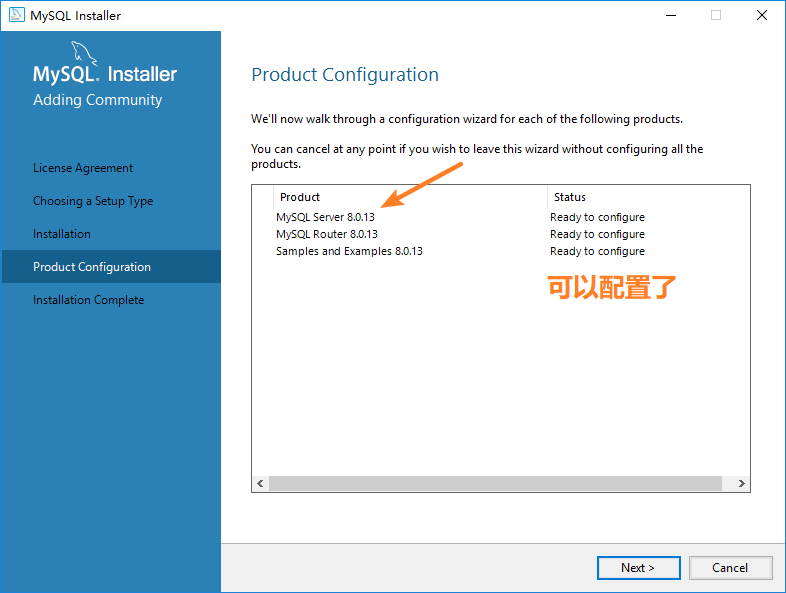 MySQL Installer
MySQL. Installer
Adding Community
License Agreement
Choosing a Setup Type
Installation
Product Configuration
Installation Complete
Product Configuration
We'll now walk through a configuration wizard for each of the following products.
You can cancel at any point if you wish to leave this wizard without configuring all the
products.
Product Status
MySQL Server 8.0.13 Ready to configure
MySQL Router 8.0.13 Ready to configure
Samples and Examples 8.0.13 Ready to configure
可以配置了
Next > Cancel